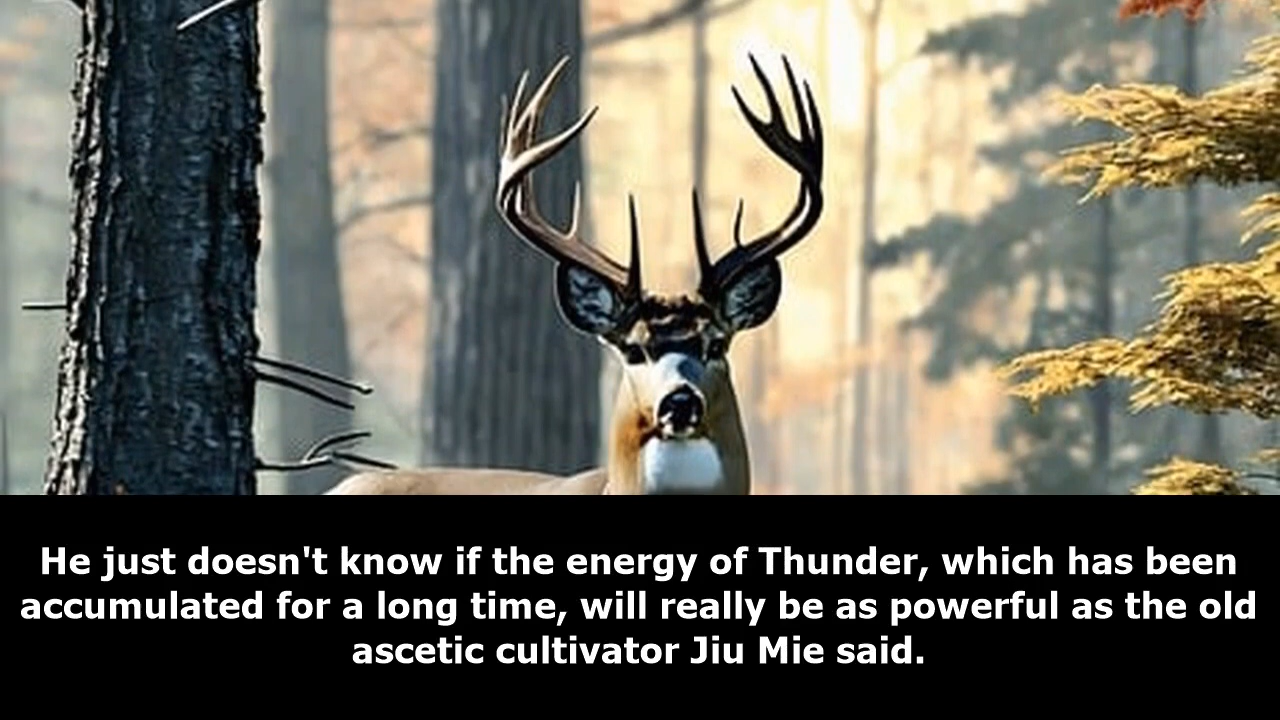 He just doesn't know if the energy of Thunder, which has been
accumulated for a long time, will really be as powerful as the old
ascetic cultivator Jiu Mie said.